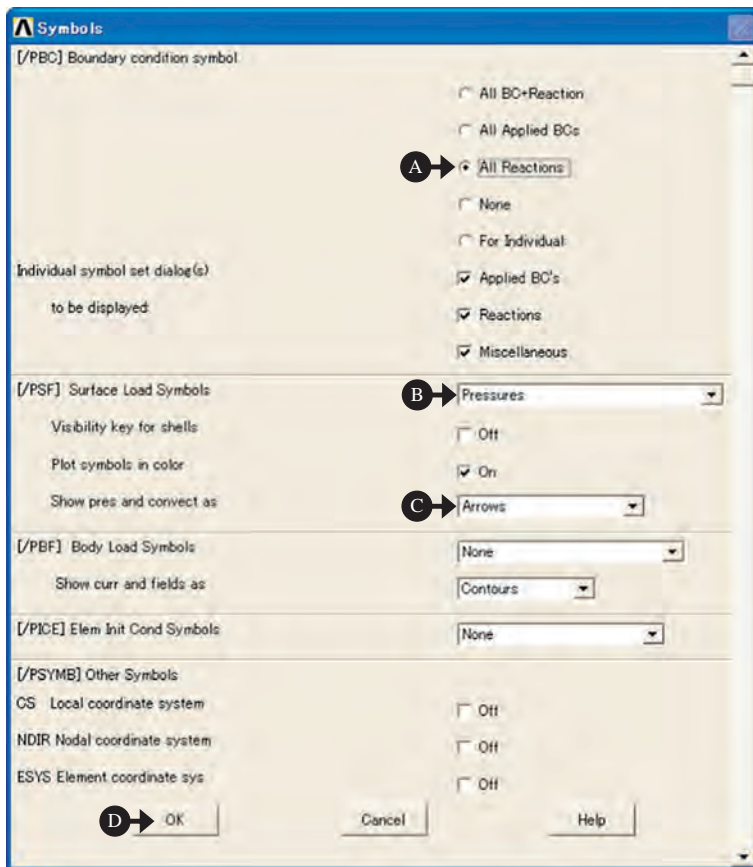 Symbols
[/PBC] Boundary condition symbol
All BC+Reaction
All Applied BCs
A All Reactions
None
For Individual
Individual symbol set dialog(s)
Applied BC's
to be displayed:
Reactions
Miscellaneous
[/PSF] Surface Load Symbols B Pressures
Visibility key for shells Off
Plot symbols in color On
Show pres and convect as C Arrows
[/PBF] Body Load Symbols None
Show curr and fields as Contours
[/PICE] Elem Init Cond Symbols None
[/PSYMB] Other Symbols
CS Local coordinate system Off
NDIR Nodal coordinate system Off
ESYS Element coordinate sys Off
D OK Cancel Help